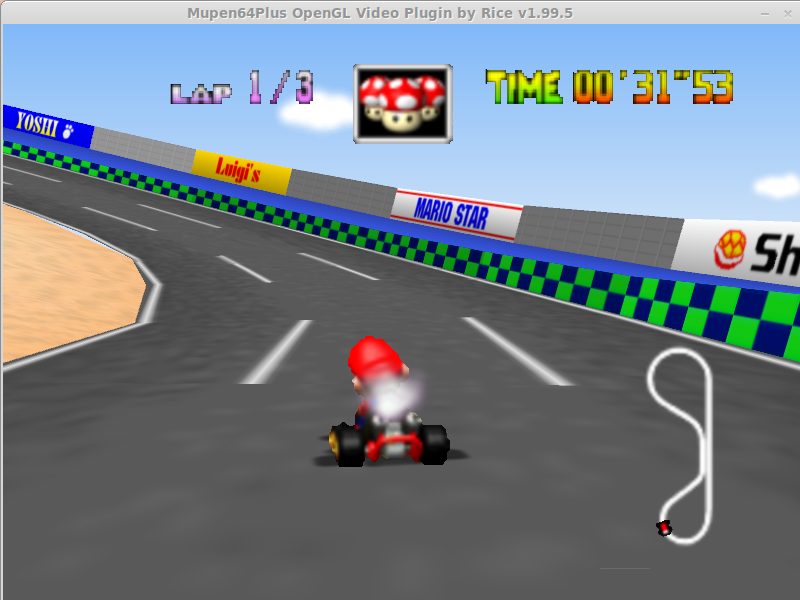 Mupen64Plus OpenGL Video Plugin by Rice v1.99.5
LAP 1/3
TIME 00'31"53
YOSHI
Luigi's
MARIO STAR
Sh